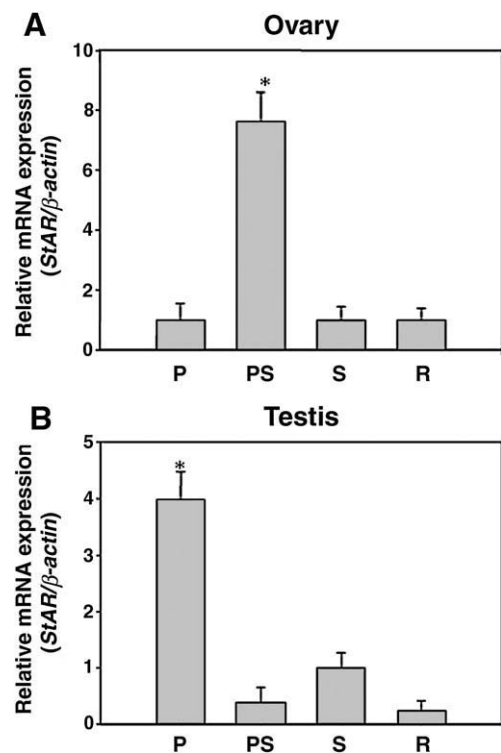 A Ovary
Relative mRNA expression
(StAR/β-actin)
10
8
6
4
2
0
*
P PS S R
B Testis
Relative mRNA expression
(StAR/β-actin)
5
4
3
2
1
0
*
P PS S R